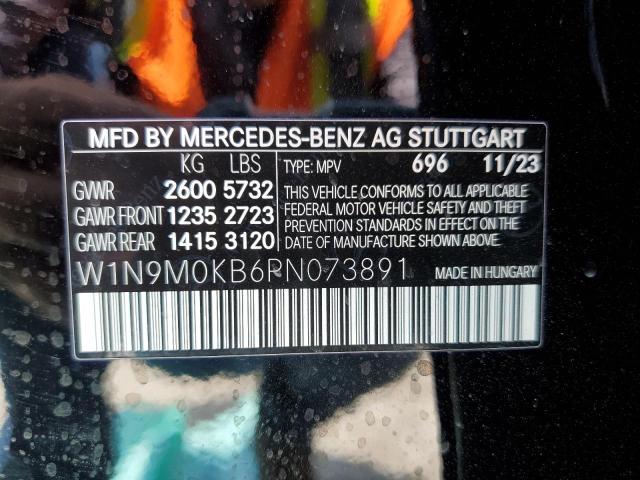 MFD BY MERCEDES-BENZ AG STUTTGART
KG LBS
GVWR 2600 5732
GAWR FRONT 1235 2723
GAWR REAR 1415 3120
TYPE: MPV 696 11/23
THIS VEHICLE CONFORMS TO ALL APPLICABLE
FEDERAL MOTOR VEHICLE SAFETY AND THEFT
PREVENTION STANDARDS IN EFFECT ON THE
DATE OF MANUFACTURE SHOWN ABOVE.
W1N9M0KB6PN073891 MADE IN HUNGARY